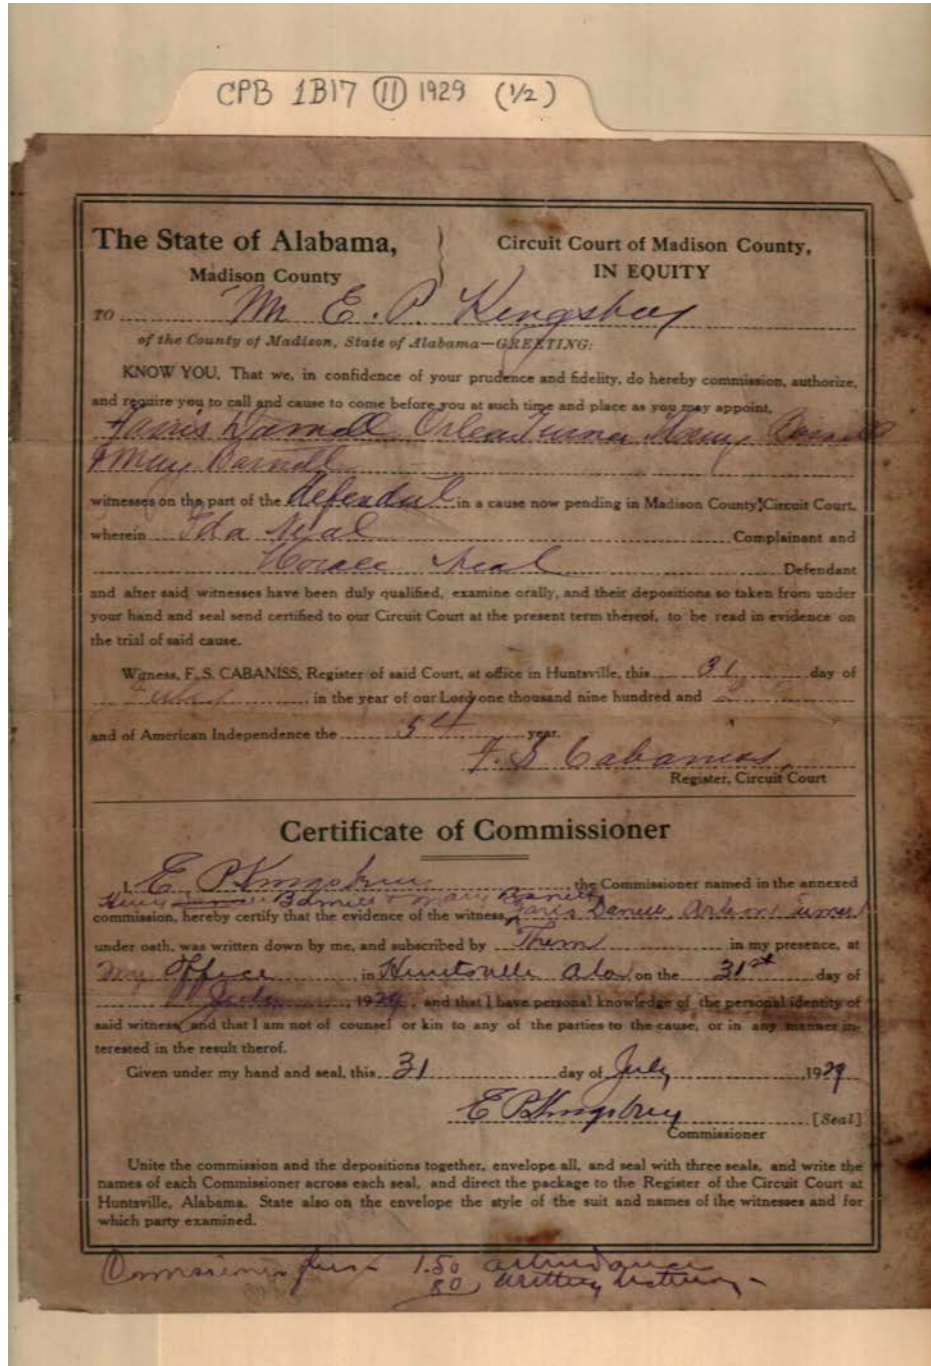 CPB 1B17 (11) 1929 (1/2)
The State of Alabama,
Madison County
Circuit Court of Madison County,
IN EQUITY
TO Mr E. P. Kingsbury
of the County of Madison, State of Alabama—GREETING:
KNOW YOU, That we, in confidence of your prudence and fidelity, do hereby commission, authorize,
and require you to call and cause to come before you at such time and place as you may appoint,
Turner
witnesses on the part of the defendant in a cause now pending in Madison County Circuit Court,
wherein Ida Neal Complainant and
Horace Neal Defendant
and after said witnesses have been duly qualified, examine orally, and their depositions so taken from under
your hand and seal send certified to our Circuit Court at the present term thereof, to be read in evidence on
the trial of said cause.
Witness, F. S. CABANISS, Register of said Court, at office in Huntsville, this 31 day of
July in the year of our Lord one thousand nine hundred and 29
and of American Independence the 54 year.
F. S. Cabaniss,
Register, Circuit Court
Certificate of Commissioner
I, E P Kingsbury the Commissioner named in the annexed
commission, hereby certify that the evidence of the witness, Turner
under oath, was written down by me, and subscribed by Them in my presence, at
My Office in Huntsville Ala on the 31st day of
July, 1929, and that I have personal knowledge of the personal identity of
said witness, and that I am not of counsel or kin to any of the parties to the cause, or in any manner in-
terested in the result therof.
Given under my hand and seal, this 31 day of July, 1929
E P Kingsbury [Seal]
Commissioner
Unite the commission and the depositions together, envelope all, and seal with three seals, and write the
names of each Commissioner across each seal, and direct the package to the Register of the Circuit Court at
Huntsville, Alabama. State also on the envelope the style of the suit and names of the witnesses and for
which party examined.
Commissioners fees - 1.50 attendance
80 writing